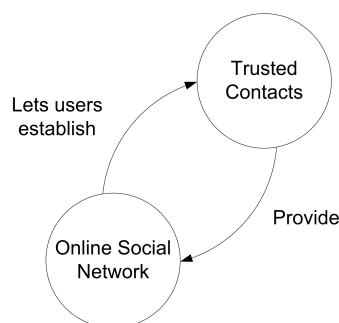 Trusted
Contacts
Lets users
establish
Provide
Online Social
Network